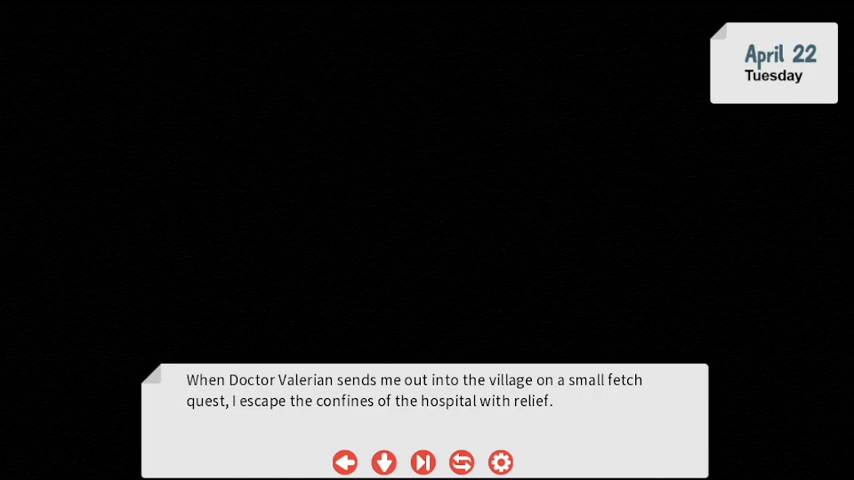 April 22
Tuesday
When Doctor Valerian sends me out into the village on a small fetch
quest, I escape the confines of the hospital with relief.